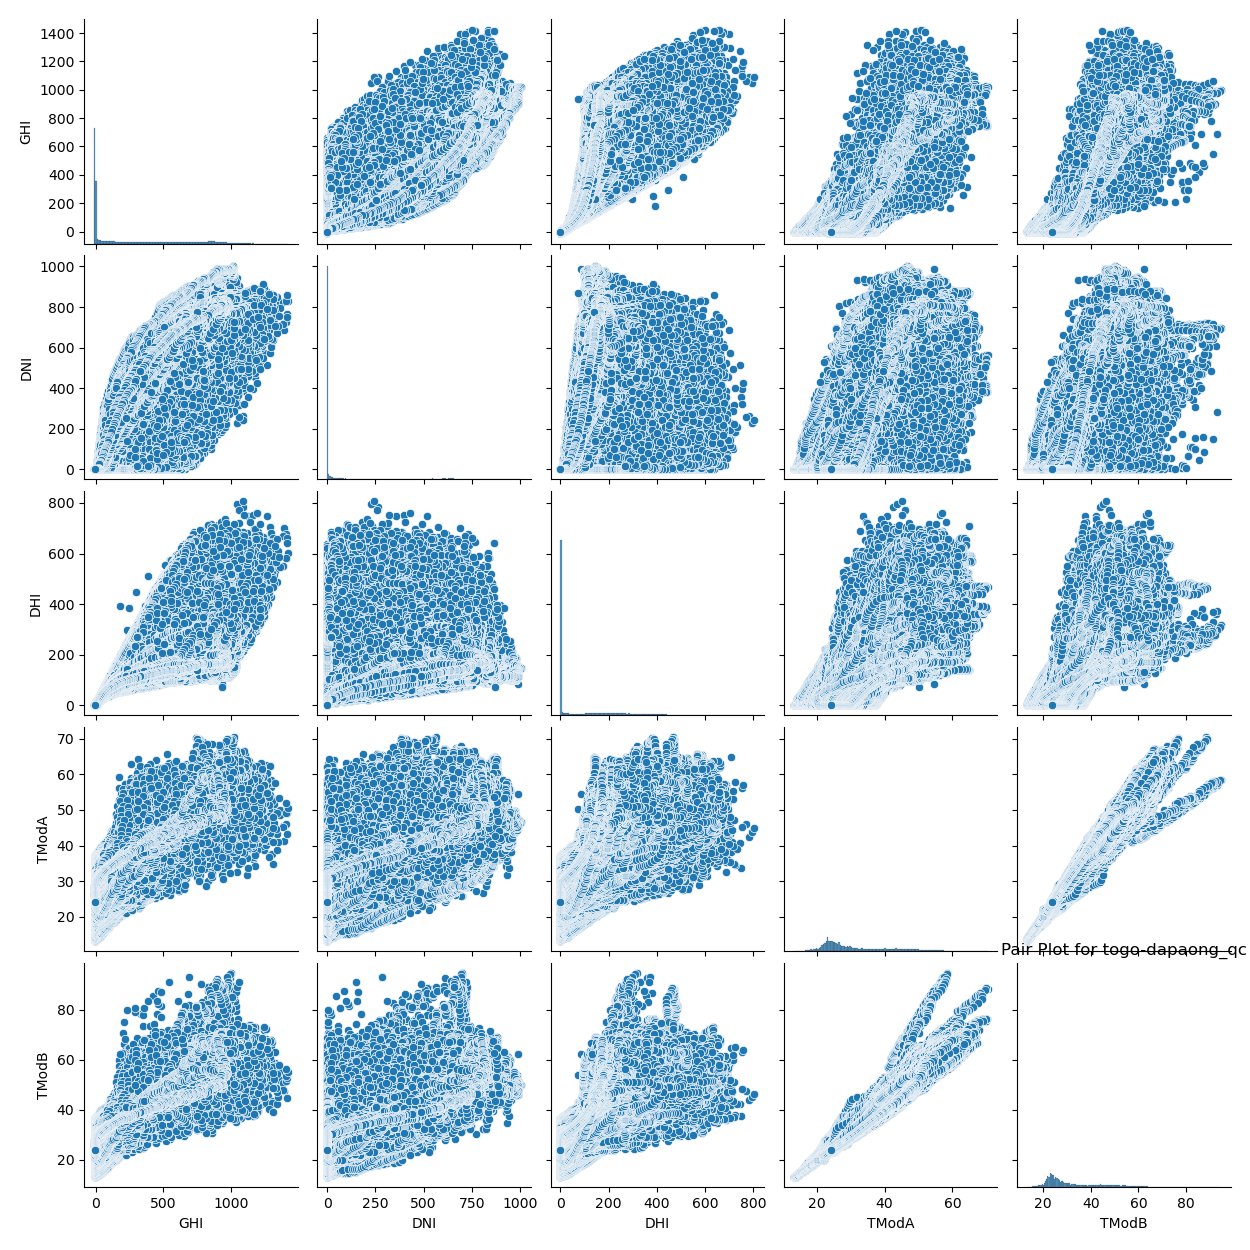 1400
1200
1000
800
600
400
200
0
GHI
1000
800
600
400
200
0
DNI
800
600
400
200
0
DHI
70
60
50
40
30
20
TModA
Pair Plot for togo-dapaong_qc
80
60
40
20
TModB
0 500 1000
0 250 500 750 1000
0 200 400 600 800
20 40 60
20 40 60 80
GHI DNI DHI TModA TModB